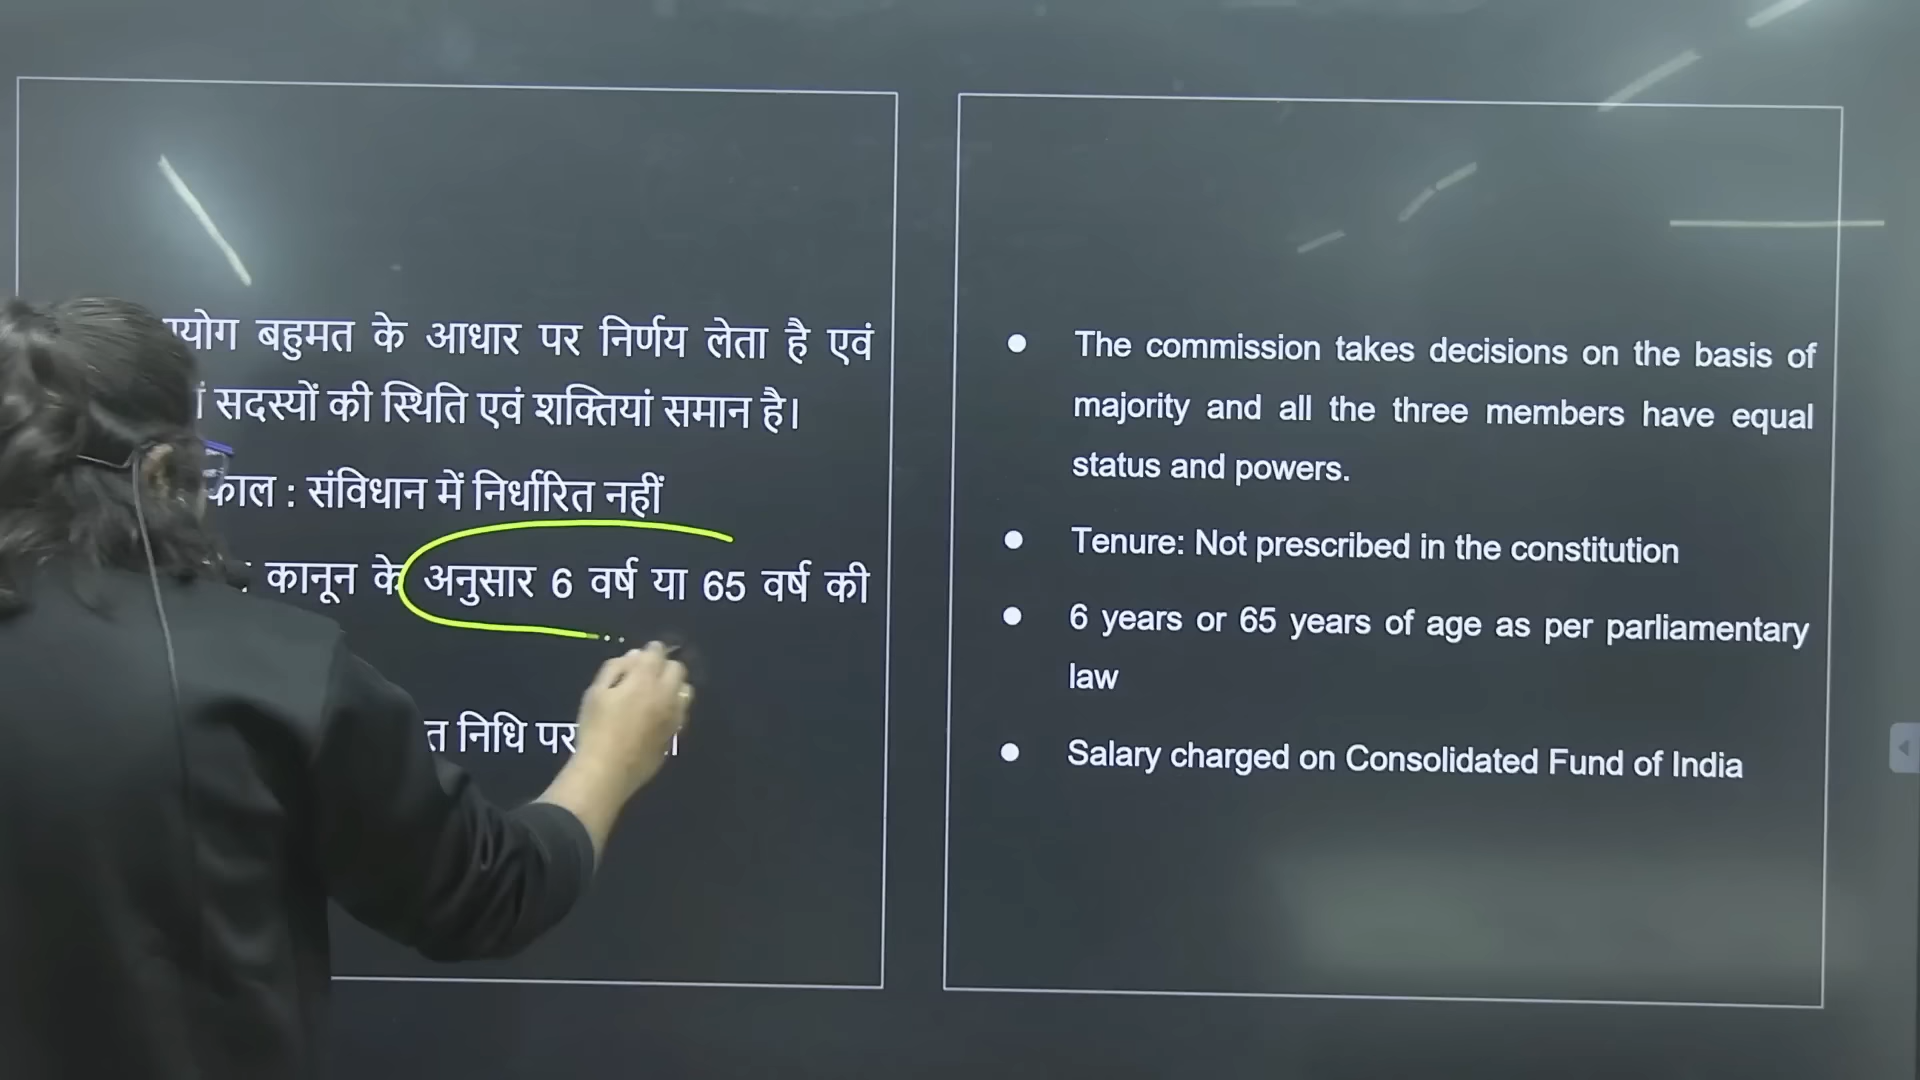 बहुमत के आधार पर निर्णय लेता है एवं
सदस्यों की स्थिति एवं शक्तियां समान है।
: संविधान में निर्धारित नहीं
कानून के अनुसार 6 वर्ष या 65 वर्ष की
निधि पर
The commission takes decisions on the basis of
majority and all the three members have equal
status and powers.
Tenure: Not prescribed in the constitution
6 years or 65 years of age as per parliamentary
law
Salary charged on Consolidated Fund of India